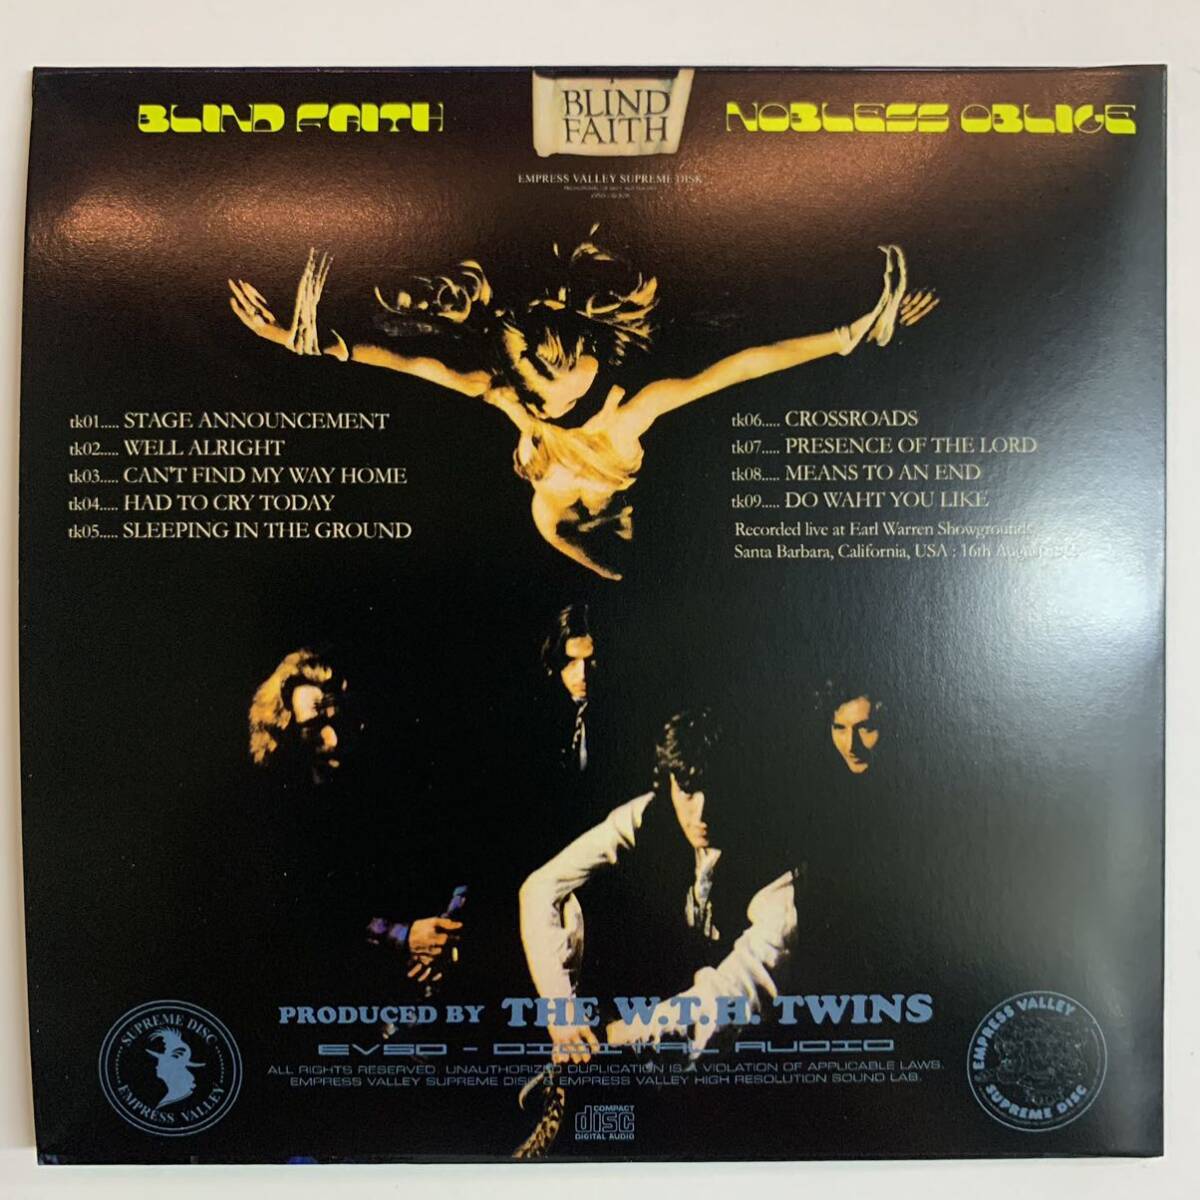 BLIND FAITH
BLIND
FAITH
NOBLESS OBLIGE
EMPRESS VALLEY SUPREME DISK
tk01..... STAGE ANNOUNCEMENT
tk02..... WELL ALRIGHT
tk03..... CAN'T FIND MY WAY HOME
tk04..... HAD TO CRY TODAY
tk05..... SLEEPING IN THE GROUND
tk06..... CROSSROADS
tk07..... PRESENCE OF THE LORD
tk08..... MEANS TO AN END
tk09..... DO WAHT YOU LIKE
Recorded live at Earl Warren Showgrounds
Santa Barbara, California, USA : 16th
PRODUCED BY THE W.T.H. TWINS
EVSD - DIGITAL AUDIO
ALL RIGHTS RESERVED. UNAUTHORIZED DUPLICATION IS A VIOLATION OF APPLICABLE LAWS.
EMPRESS VALLEY SUPREME DISC & EMPRESS VALLEY HIGH RESOLUTION SOUND LAB.
SUPREME DISC
EMPRESS VALLEY
EMPRESS VALLEY
SUPREME DISC
COMPACT
disc
DIGITAL AUDIO